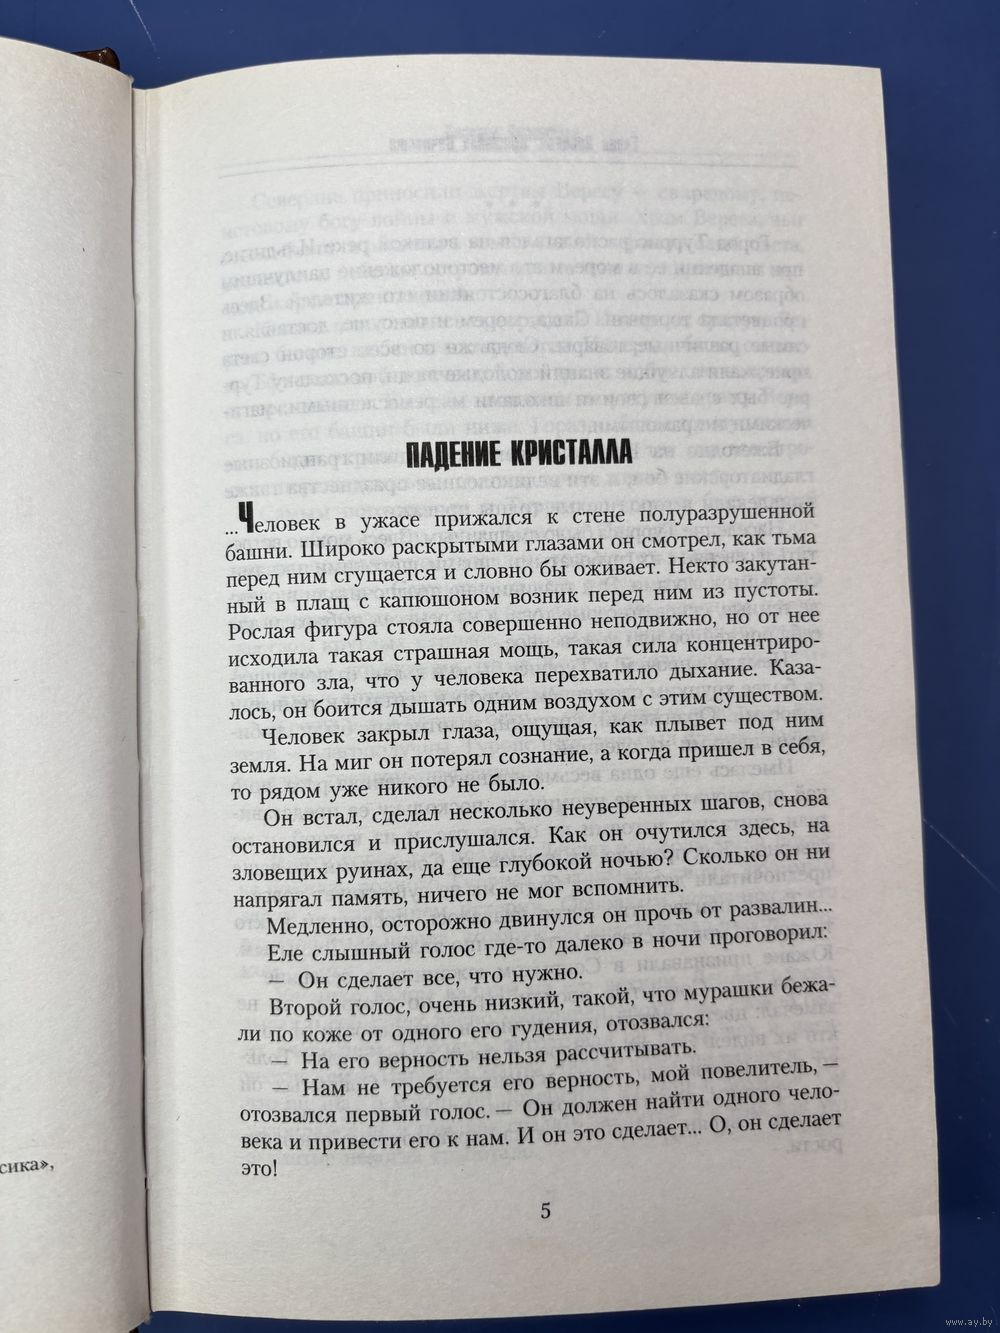 ПАДЕНИЕ КРИСТАЛЛА
...Человек в ужасе прижался к стене полуразрушенной
башни. Широко раскрытыми глазами он смотрел, как тьма
перед ним сгущается и словно бы оживает. Некто закутан-
ный в плащ с капюшоном возник перед ним из пустоты.
Рослая фигура стояла совершенно неподвижно, но от нее
исходила такая страшная мощь, такая сила концентриро-
ванного зла, что у человека перехватило дыхание. Каза-
лось, он боится дышать одним воздухом с этим существом.
Человек закрыл глаза, ощущая, как плывет под ним
земля. На миг он потерял сознание, а когда пришел в себя,
то рядом уже никого не было.
Он встал, сделал несколько неуверенных шагов, снова
остановился и прислушался. Как он очутился здесь, на
зловещих руинах, да еще глубокой ночью? Сколько он ни
напрягал память, ничего не мог вспомнить.
Медленно, осторожно двинулся он прочь от развалин...
Еле слышный голос где-то далеко в ночи проговорил:
— Он сделает все, что нужно.
Второй голос, очень низкий, такой, что мурашки бежа-
ли по коже от одного его гудения, отозвался:
— На его верность нельзя рассчитывать.
— Нам не требуется его верность, мой повелитель, —
отозвался первый голос. — Он должен найти одного чело-
века и привести его к нам. И он это сделает... О, он сделает
это!
5
сика»,
www.ay.by